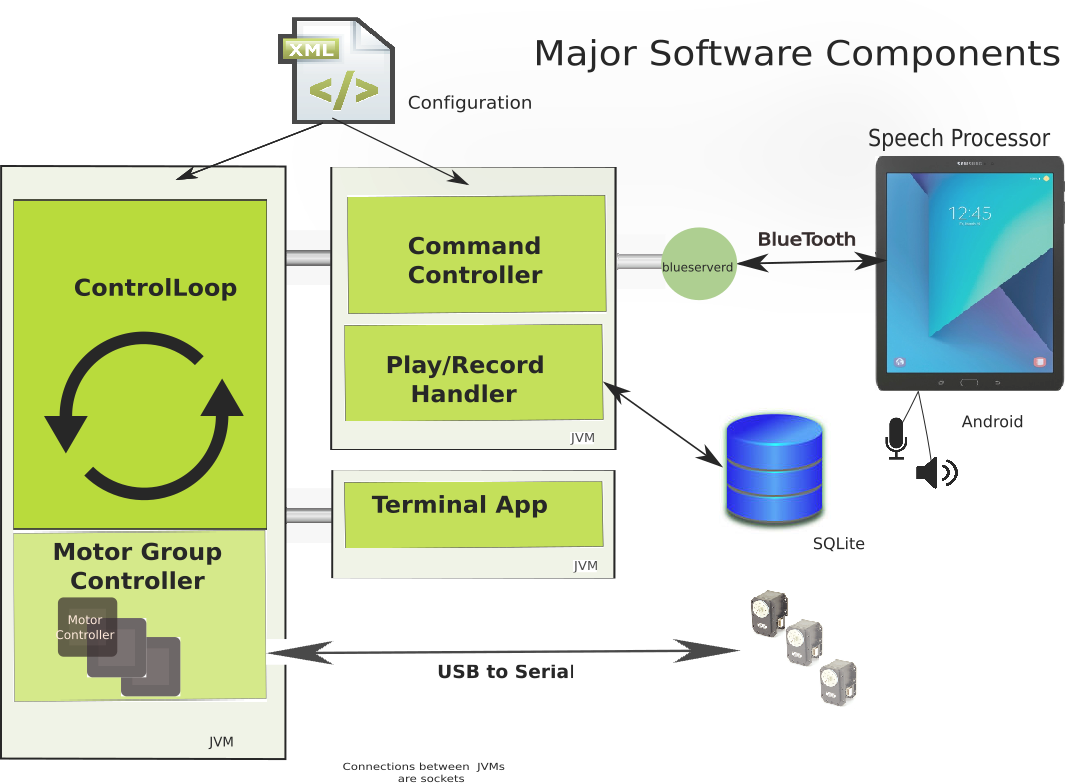 Major Software Components
XML
</>
Configuration
Speech Processor
SAMSUNG
12:45
ControlLoop
Command
Controller
blueserverd
BlueTooth
Play/Record
Handler
JVM
Android
Terminal App
JVM
SQLite
Motor Group
Controller
Motor
Controller
USB to Serial
JVM
Connections between JVMs
are sockets